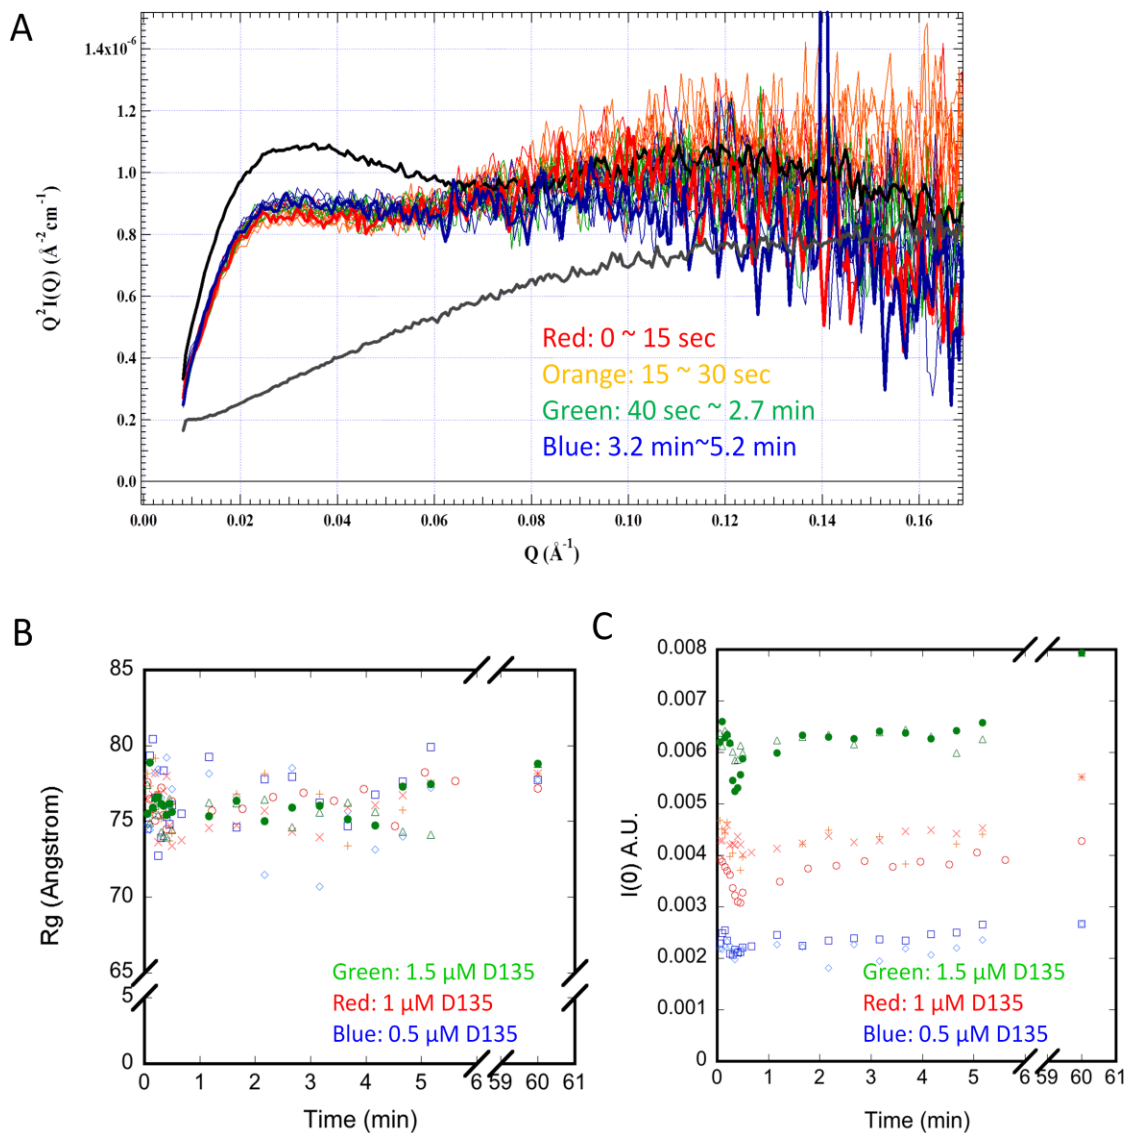 A
1.4x10-6
1.2
1.0
0.8
0.6
0.4
0.2
0.0
Q2I(Q) (Å-2cm-1)
Red: 0 ~ 15 sec
Orange: 15 ~ 30 sec
Green: 40 sec ~ 2.7 min
Blue: 3.2 min~5.2 min
0.00 0.02 0.04 0.06 0.08 0.10 0.12 0.14 0.16
Q (Å-1)
B
85
80
75
70
65
5
0
Rg (Angstrom)
Green: 1.5 µM D135
Red: 1 µM D135
Blue: 0.5 µM D135
0 1 2 3 4 5 6 59 60 61
Time (min)
C
0.008
0.007
0.006
0.005
0.004
0.003
0.002
0.001
0
I(0) A.U.
Green: 1.5 µM D135
Red: 1 µM D135
Blue: 0.5 µM D135
0 1 2 3 4 5 6 59 60 61
Time (min)